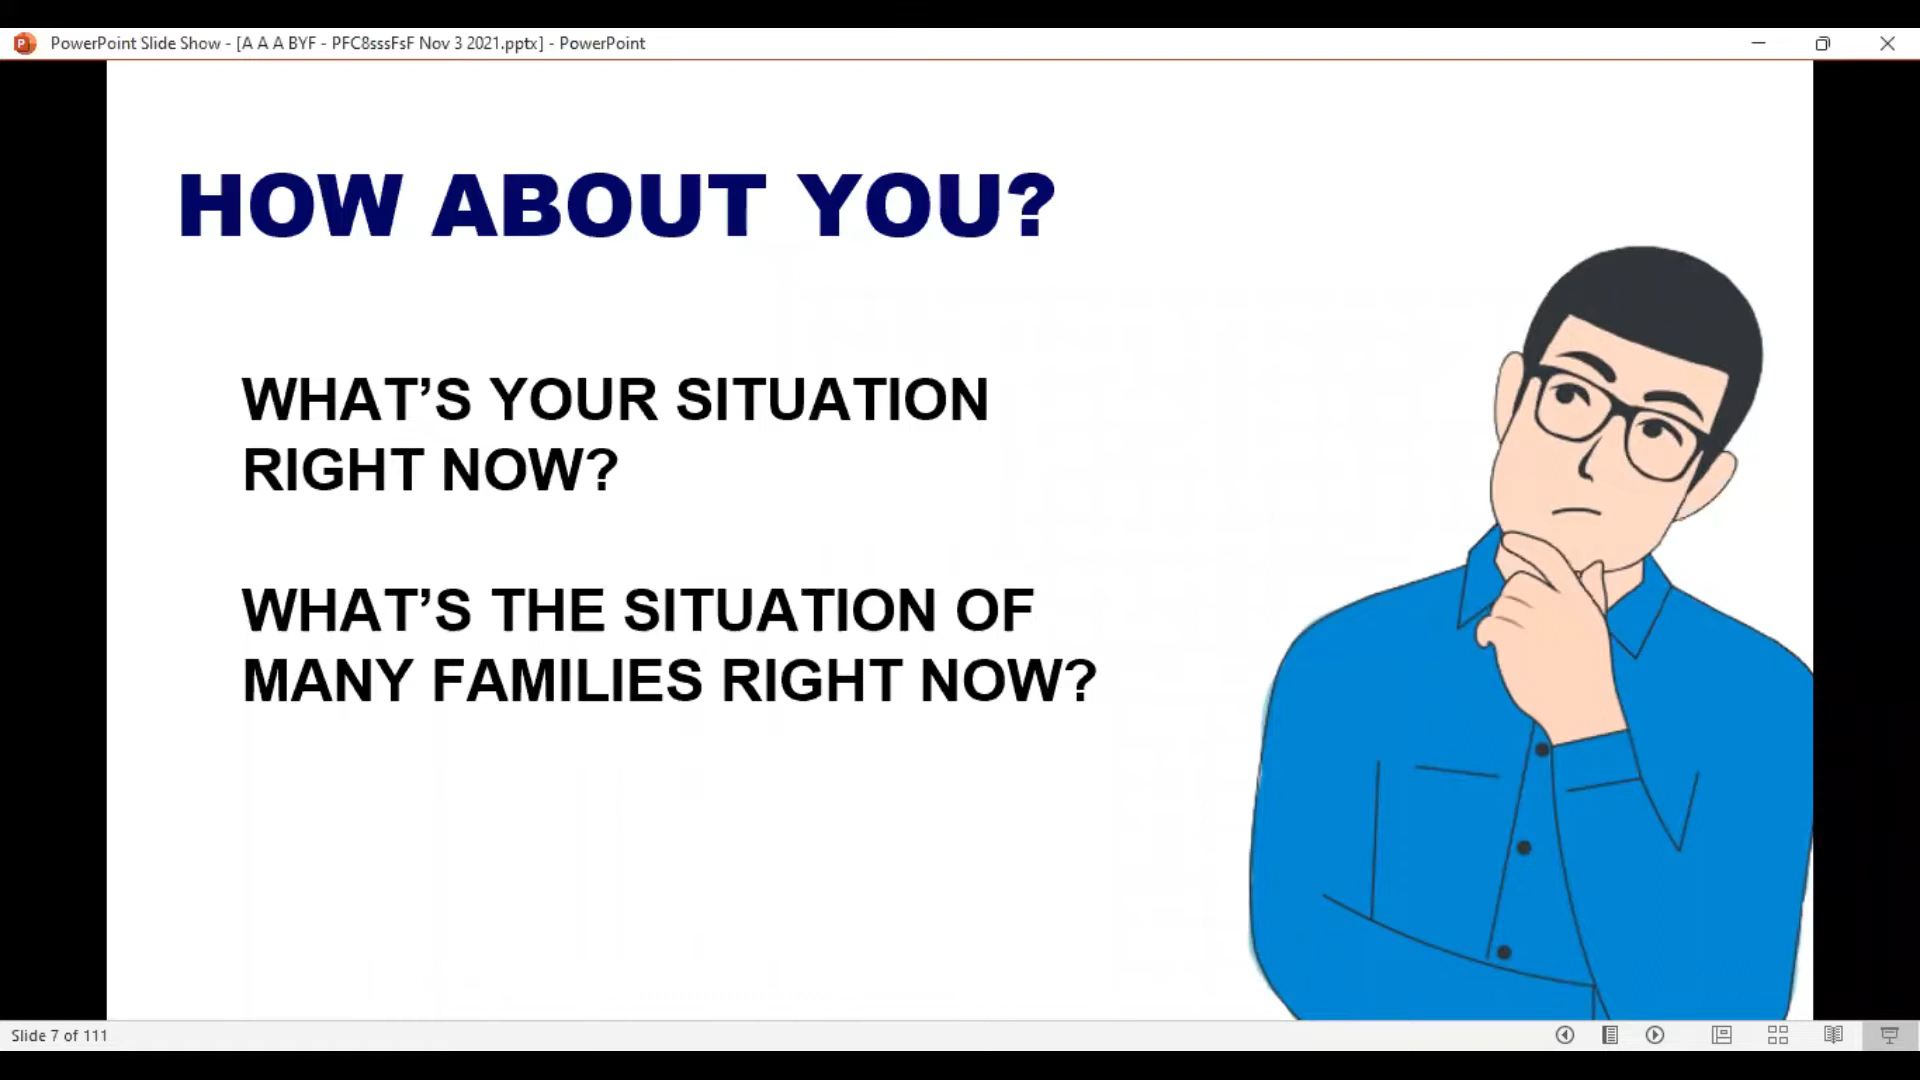 PowerPoint Slide Show - [A A A BYF - PFC8sssFsF Nov 3 2021.pptx] - PowerPoint
HOW ABOUT YOU?
WHAT’S YOUR SITUATION
RIGHT NOW?
WHAT’S THE SITUATION OF
MANY FAMILIES RIGHT NOW?
Slide 7 of 111